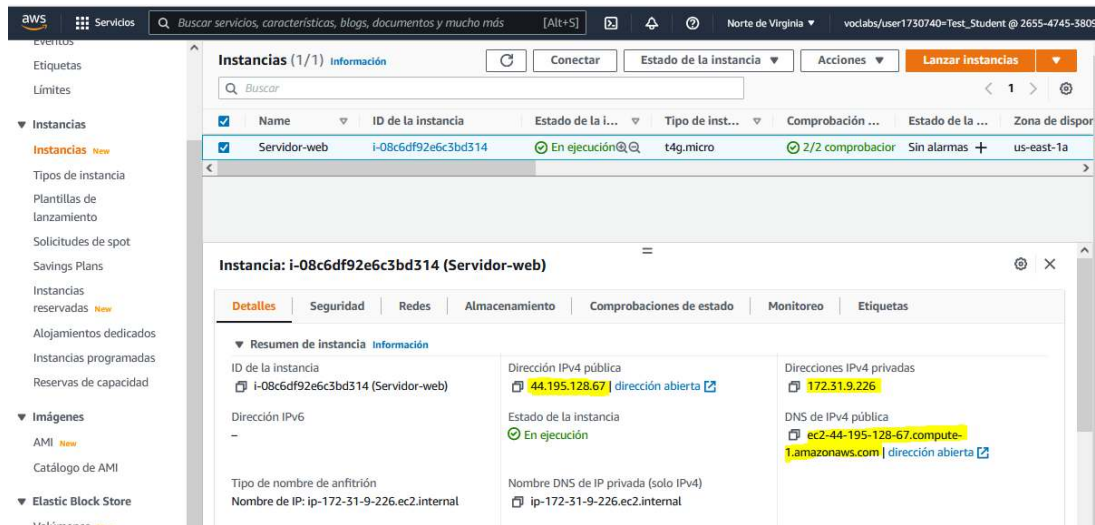 aws Servicios Buscar servicios, características, blogs, documentos y mucho más [Alt+S] Norte de Virginia ▼ voclabs/user1730740=Test_Student @ 2655-4745-3809
Eventos
Etiquetas
Límites
▼ Instancias
Instancias New
Tipos de instancia
Plantillas de
lanzamiento
Solicitudes de spot
Savings Plans
Instancias
reservadas New
Alojamientos dedicados
Instancias programadas
Reservas de capacidad
▼ Imágenes
AMI New
Catálogo de AMI
▼ Elastic Block Store
Instancias (1/1) Información Conectar Estado de la instancia ▼ Acciones ▼ Lanzar instancias ▼
Buscar
< 1 >
Name ID de la instancia Estado de la i... Tipo de inst... Comprobación ... Estado de la ... Zona de dispor
Servidor-web i-08c6df92e6c3bd314 En ejecución t4g.micro 2/2 comprobacior Sin alarmas + us-east-1a
Instancia: i-08c6df92e6c3bd314 (Servidor-web)
Detalles Seguridad Redes Almacenamiento Comprobaciones de estado Monitoreo Etiquetas
▼ Resumen de instancia Información
ID de la instancia
i-08c6df92e6c3bd314 (Servidor-web)
Dirección IPv4 pública
44.195.128.67 | dirección abierta
Direcciones IPv4 privadas
172.31.9.226
Dirección IPv6
–
Estado de la instancia
En ejecución
DNS de IPv4 pública
ec2-44-195-128-67.compute-
1.amazonaws.com | dirección abierta
Tipo de nombre de anfitrión
Nombre de IP: ip-172-31-9-226.ec2.internal
Nombre DNS de IP privada (solo IPv4)
ip-172-31-9-226.ec2.internal